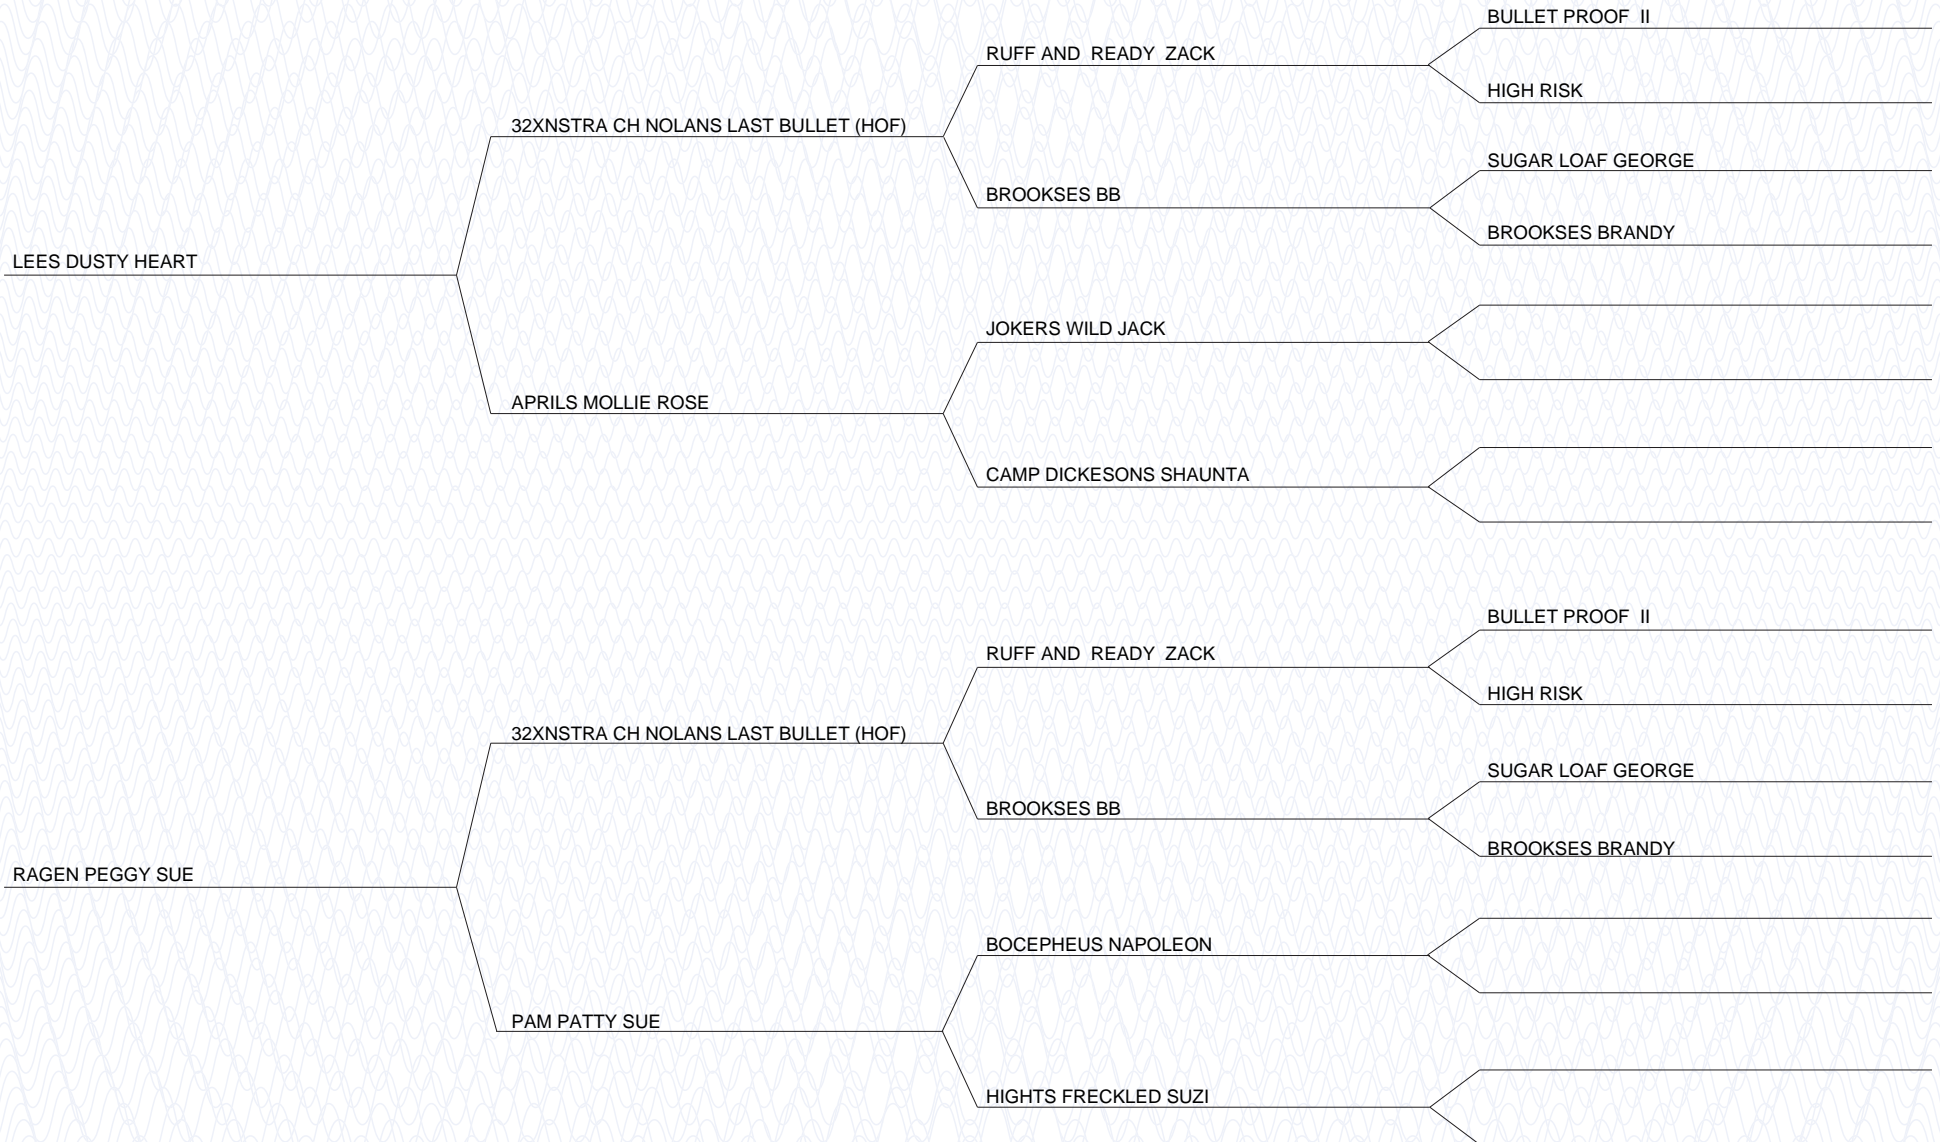 BULLET PROOF  II
RUFF AND  READY  ZACK
HIGH RISK
32XNSTRA CH NOLANS LAST BULLET (HOF)
SUGAR LOAF GEORGE
BROOKSES BB
BROOKSES BRANDY
LEES DUSTY HEART
JOKERS WILD JACK
APRILS MOLLIE ROSE
CAMP DICKESONS SHAUNTA
BULLET PROOF  II
RUFF AND  READY  ZACK
HIGH RISK
32XNSTRA CH NOLANS LAST BULLET (HOF)
SUGAR LOAF GEORGE
BROOKSES BB
BROOKSES BRANDY
RAGEN PEGGY SUE
BOCEPHEUS NAPOLEON
PAM PATTY SUE
HIGHTS FRECKLED SUZI